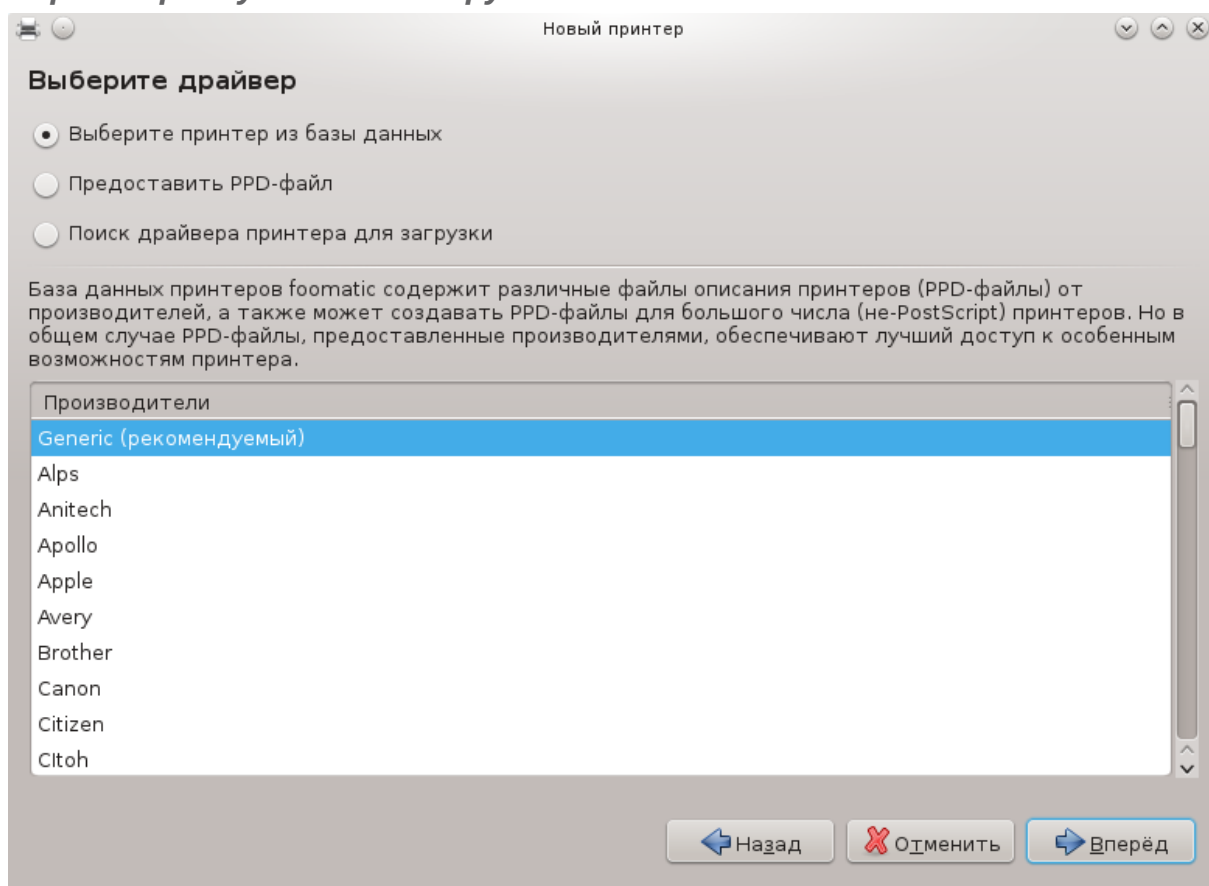 Новый принтер
Выберите драйвер
Выберите принтер из базы данных
Предоставить PPD-файл
Поиск драйвера принтера для загрузки
База данных принтеров foomatic содержит различные файлы описания принтеров (PPD-файлы) от
производителей, а также может создавать PPD-файлы для большого числа (не-PostScript) принтеров. Но в
общем случае PPD-файлы, предоставленные производителями, обеспечивают лучший доступ к особенным
возможностям принтера.
Производители
Generic (рекомендуемый)
Alps
Anitech
Apollo
Apple
Avery
Brother
Canon
Citizen
CItoh
Назад
Отменить
Вперёд